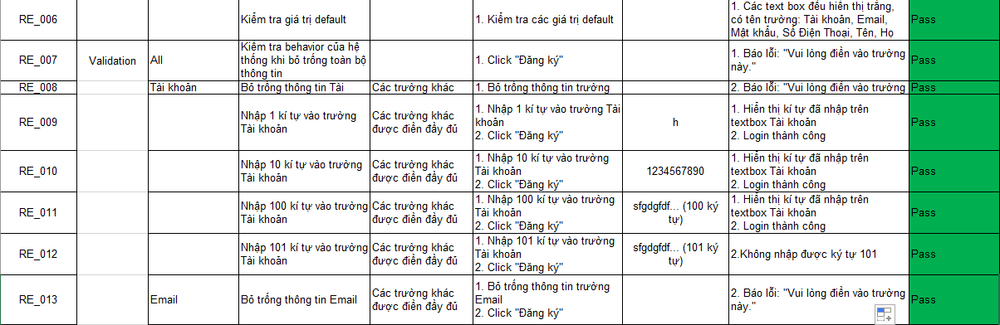 RE_006
Kiểm tra giá trị default
1. Kiểm tra các giá trị default
1. Các text box đều hiển thị trắng,
có tên trường: Tài khoản, Email,
Mật khẩu, Số Điện Thoại, Tên, Họ
Pass
RE_007
Validation
All
Kiểm tra behavior của hệ
thống khi bỏ trống toàn bộ
thông tin
1. Click "Đăng ký"
1. Báo lỗi: "Vui lòng điền vào trường
này."
Pass
RE_008
Tài khoản
Bỏ trống thông tin Tài
Các trường khác
1. Bỏ trống thông tin trường
2. Báo lỗi: "Vui lòng điền vào trường
Pass
RE_009
Nhập 1 kí tự vào trường
Tài khoản
Các trường khác
được điền đầy đủ
1. Nhập 1 kí tự vào trường Tài
khoản
2. Click "Đăng ký"
h
1. Hiển thị kí tự đã nhập trên
textbox Tài khoản
2. Login thành công
Pass
RE_010
Nhập 10 kí tự vào trường
Tài khoản
Các trường khác
được điền đầy đủ
1. Nhập 10 kí tự vào trường
Tài khoản
2. Click "Đăng ký"
1234567890
1. Hiển thị kí tự đã nhập trên
textbox Tài khoản
2. Login thành công
Pass
RE_011
Nhập 100 kí tự vào trường
Tài khoản
Các trường khác
được điền đầy đủ
1. Nhập 100 kí tự vào trường
Tài khoản
2. Click "Đăng ký"
sfgdgfdf... (100 ký
tự)
1. Hiển thị kí tự đã nhập trên
textbox Tài khoản
2. Login thành công
Pass
RE_012
Nhập 101 kí tự vào trường
Tài khoản
Các trường khác
được điền đầy đủ
1. Nhập 101 kí tự vào trường
Tài khoản
2. Click "Đăng ký"
sfgdgfdf... (101 ký
tự)
2.Không nhập được ký tự 101
Pass
RE_013
Email
Bỏ trống thông tin Email
Các trường khác
được điền đầy đủ
1. Bỏ trống thông tin trường
Email
2. Click "Đăng ký"
2. Báo lỗi: "Vui lòng điền vào trường
này."
Pass